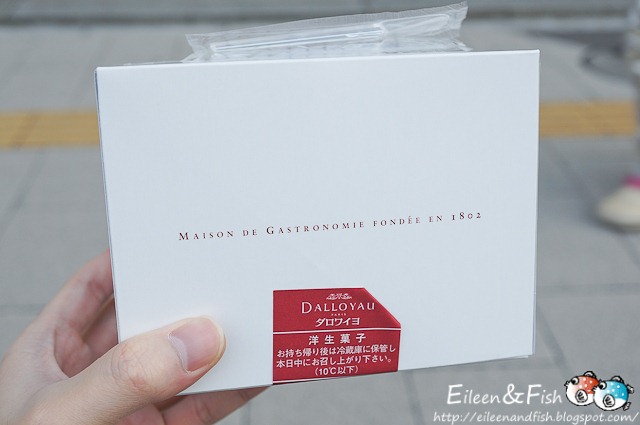 MAISON DE GASTRONOMIE FONDÉE EN 1802
DALLOYAU
PARIS
ダロワイヨ
洋生菓子
お持ち帰り後は冷蔵庫に保管し
本日中にお召し上がり下さい。
(10℃以下)
Eileen&Fish
http://eileenandfish.blogspot.com/